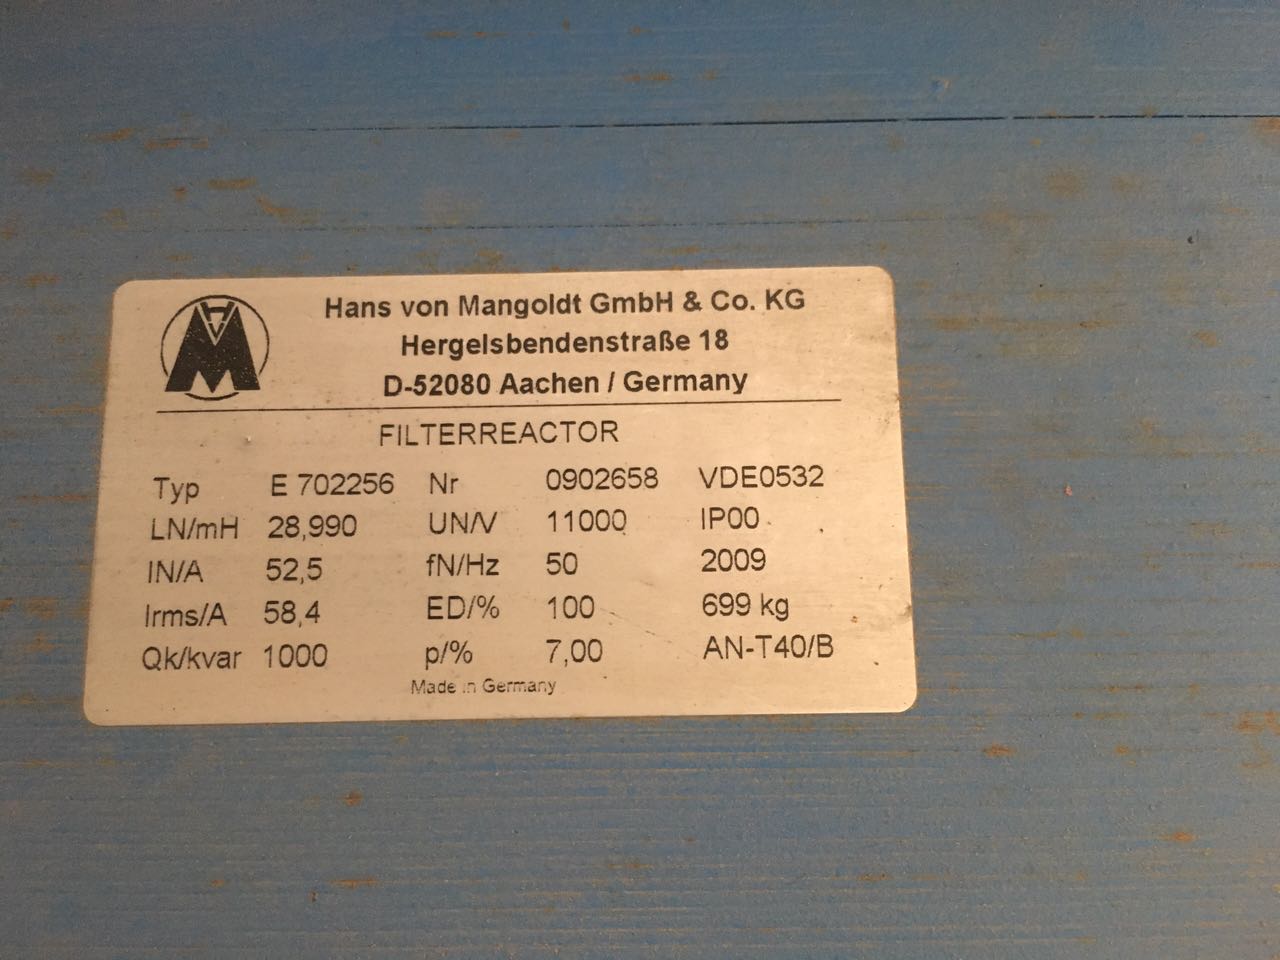 Hans von Mangoldt GmbH & Co. KG
Hergelsbendenstraße 18
D-52080 Aachen / Germany
FILTERREACTOR
Typ E 702256 Nr 0902658 VDE0532
LN/mH 28,990 UN/V 11000 IP00
IN/A 52,5 fN/Hz 50 2009
Irms/A 58,4 ED/% 100 699 kg
Qk/kvar 1000 p/% 7,00 AN-T40/B
Made in Germany